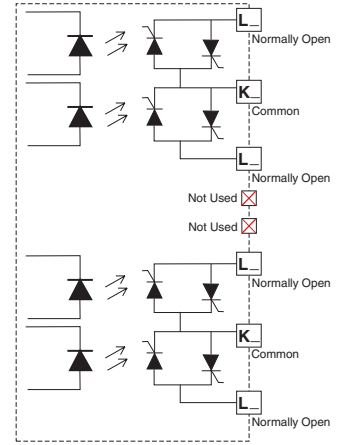 L_
Normally Open
K_
Common
L_
Normally Open
Not Used
Not Used
L_
Normally Open
K_
Common
L_
Normally Open